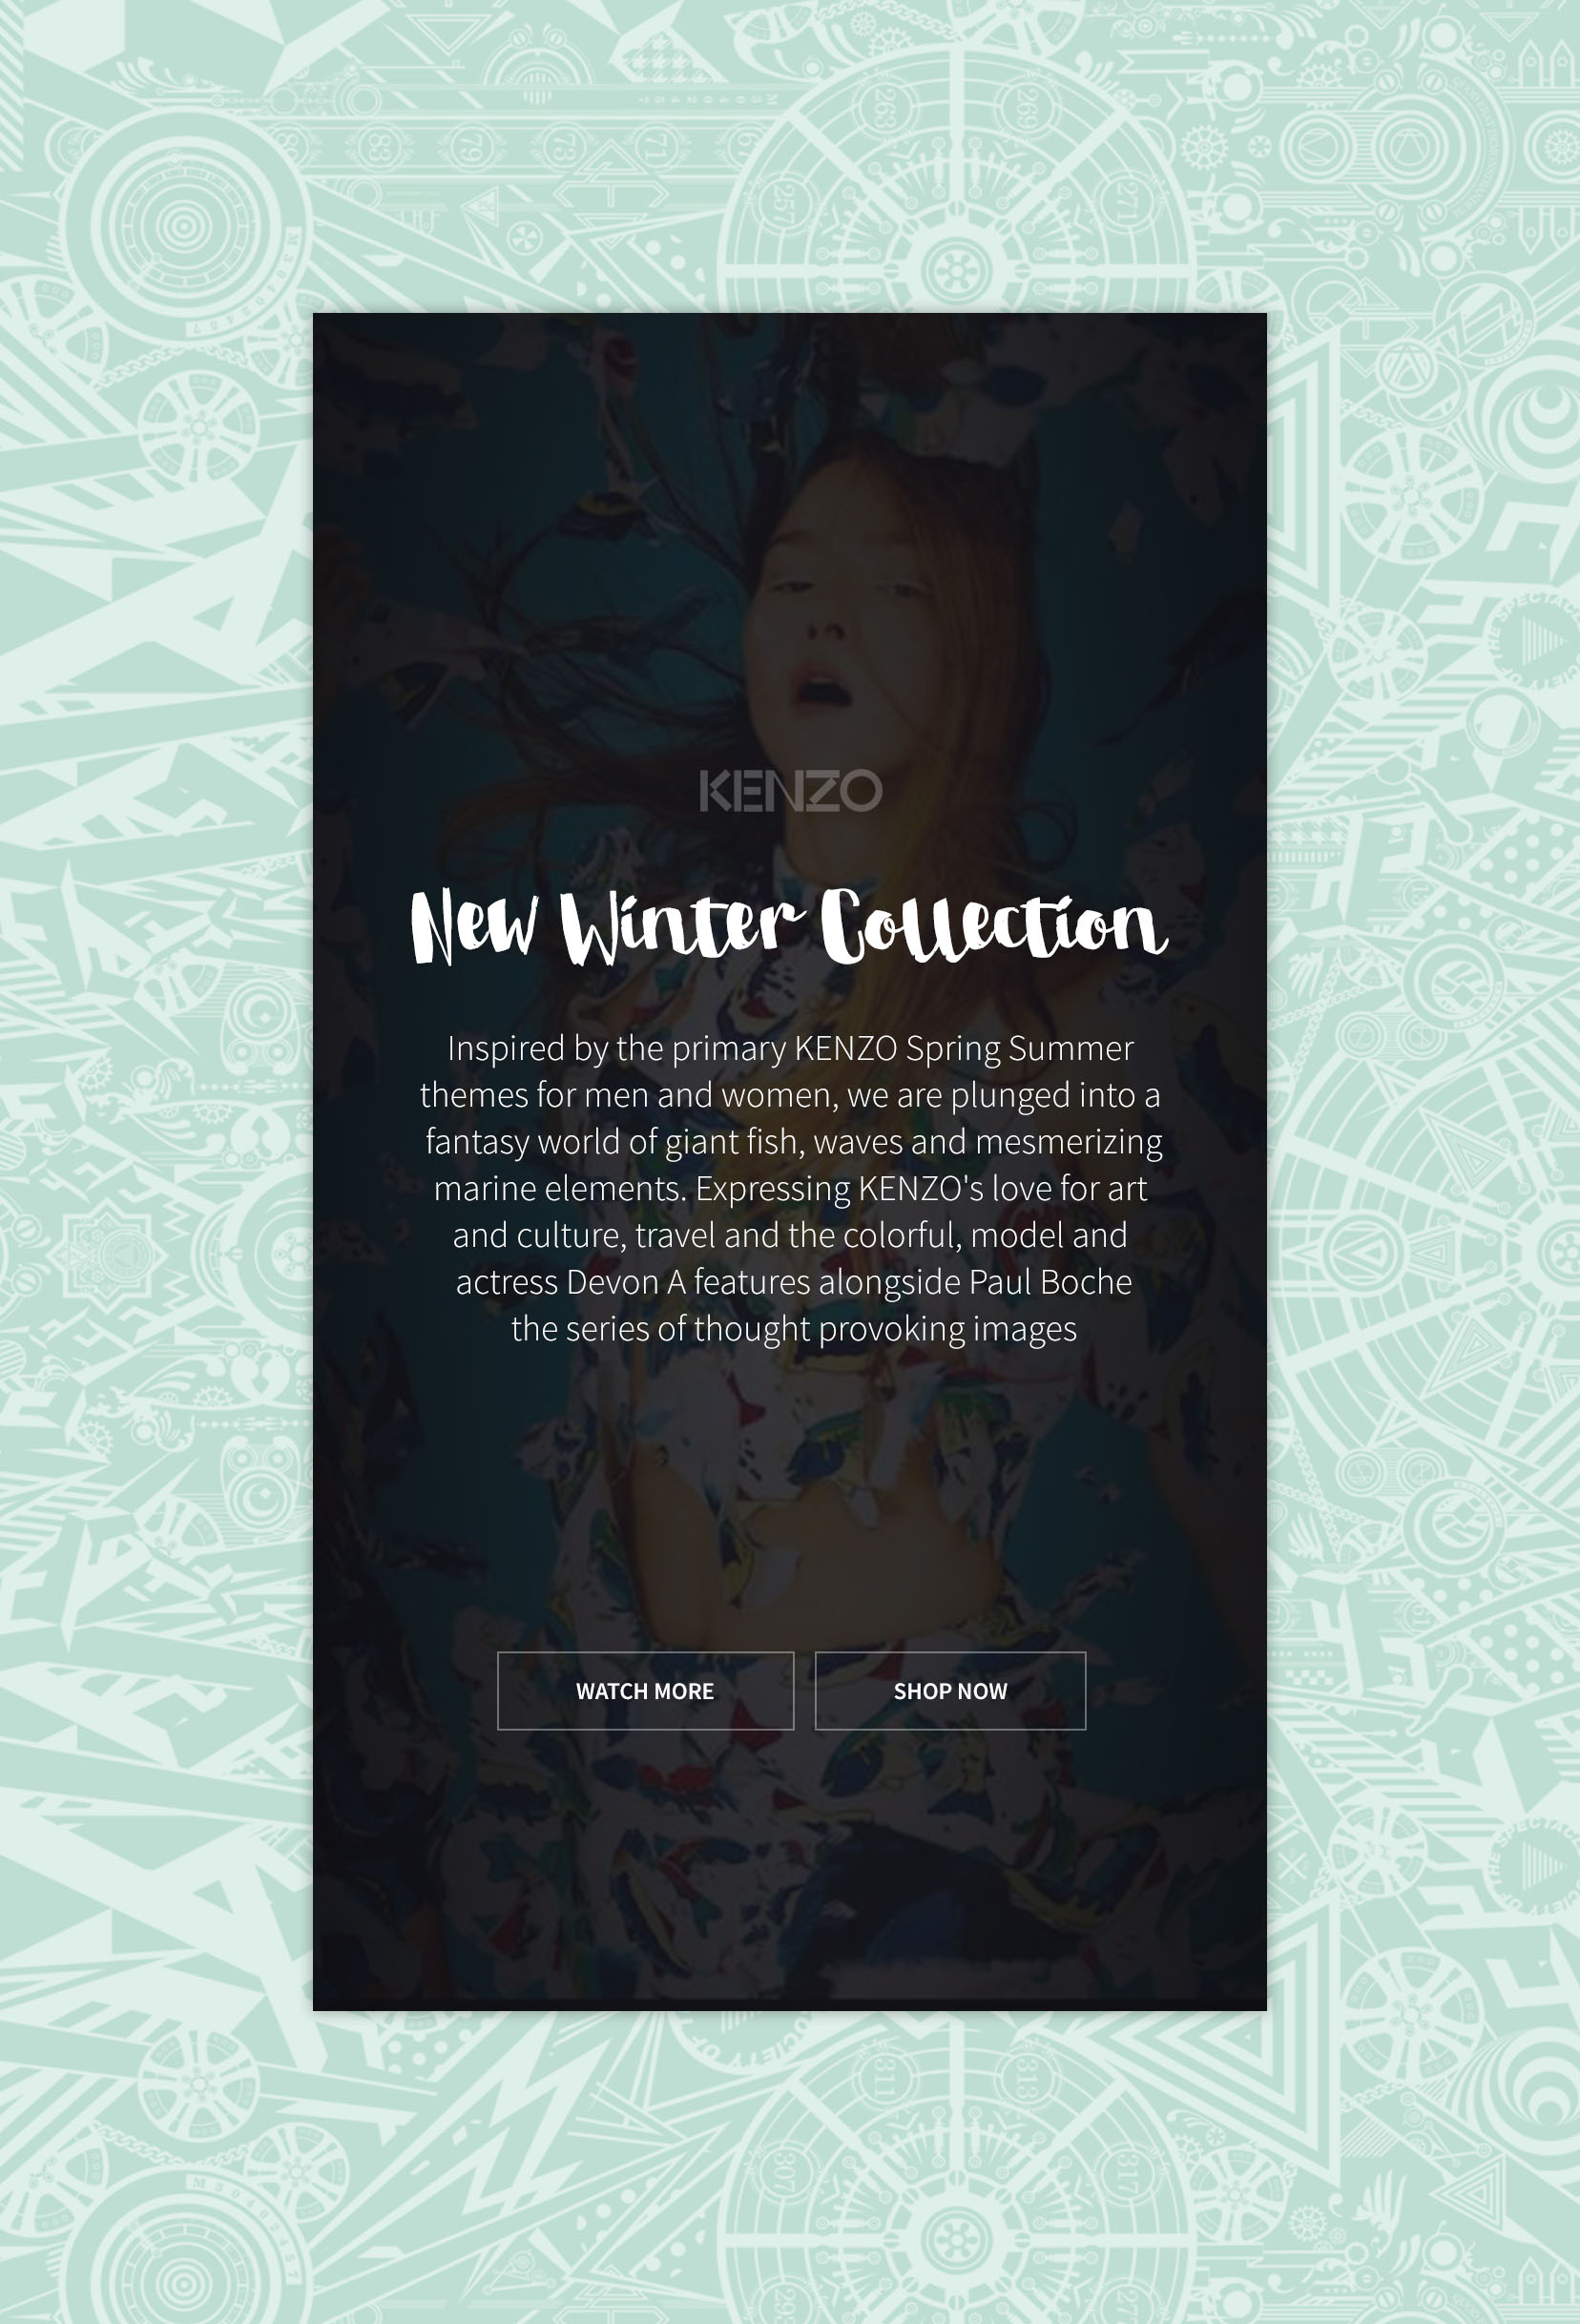 KENZO
New Winter Collection
Inspired by the primary KENZO Spring Summer
themes for men and women, we are plunged into a
fantasy world of giant fish, waves and mesmerizing
marine elements. Expressing KENZO's love for art
and culture, travel and the colorful, model and
actress Devon A features alongside Paul Boche
the series of thought provoking images
WATCH MORE
SHOP NOW